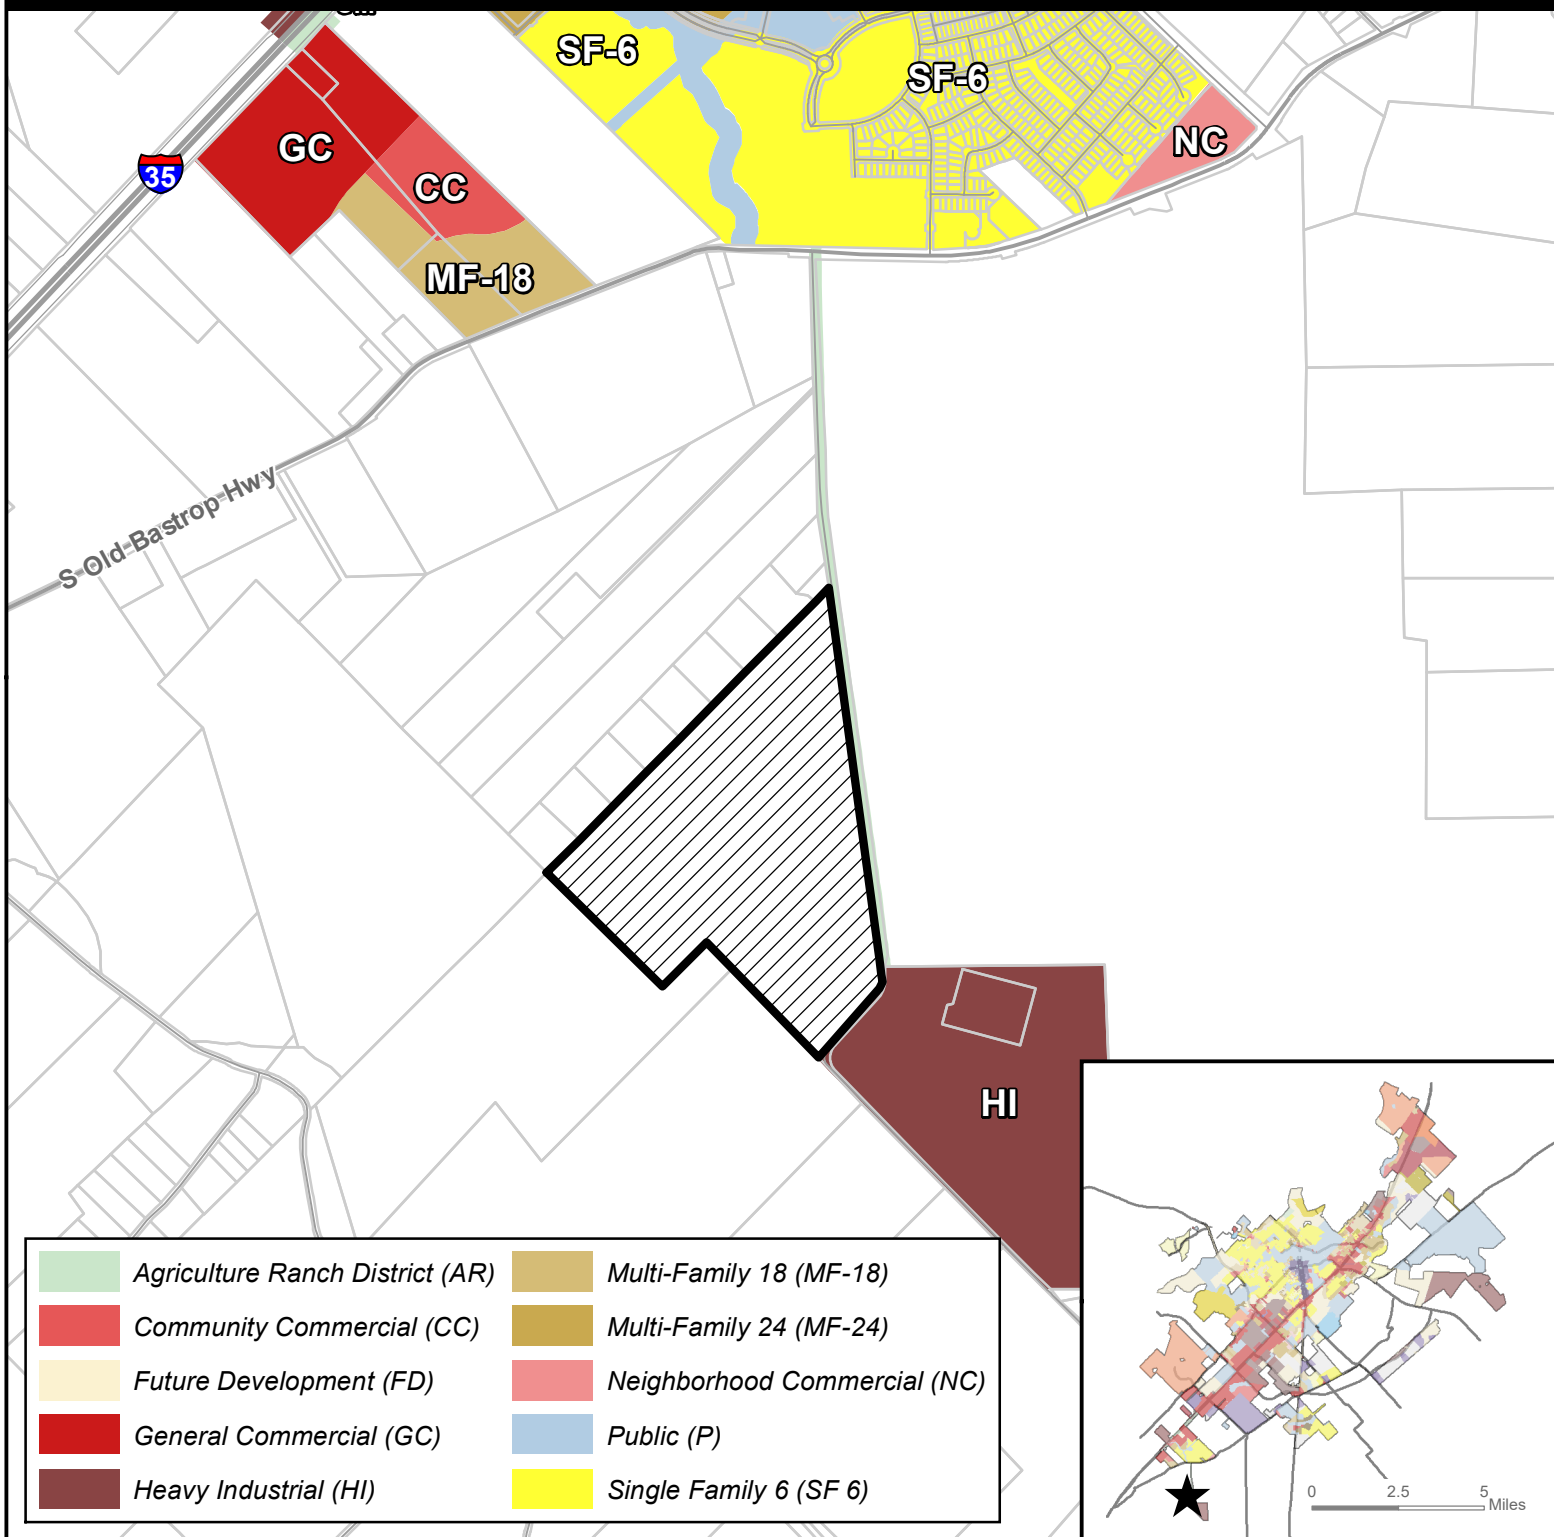 SF-6
SF-6
GC
CC
NC
35
MF-18
S Old Bastrop Hwy
HI
Agriculture Ranch District (AR)
Community Commercial (CC)
Future Development (FD)
General Commercial (GC)
Heavy Industrial (HI)
Multi-Family 18 (MF-18)
Multi-Family 24 (MF-24)
Neighborhood Commercial (NC)
Public (P)
Single Family 6 (SF 6)
0 2.5 5
Miles